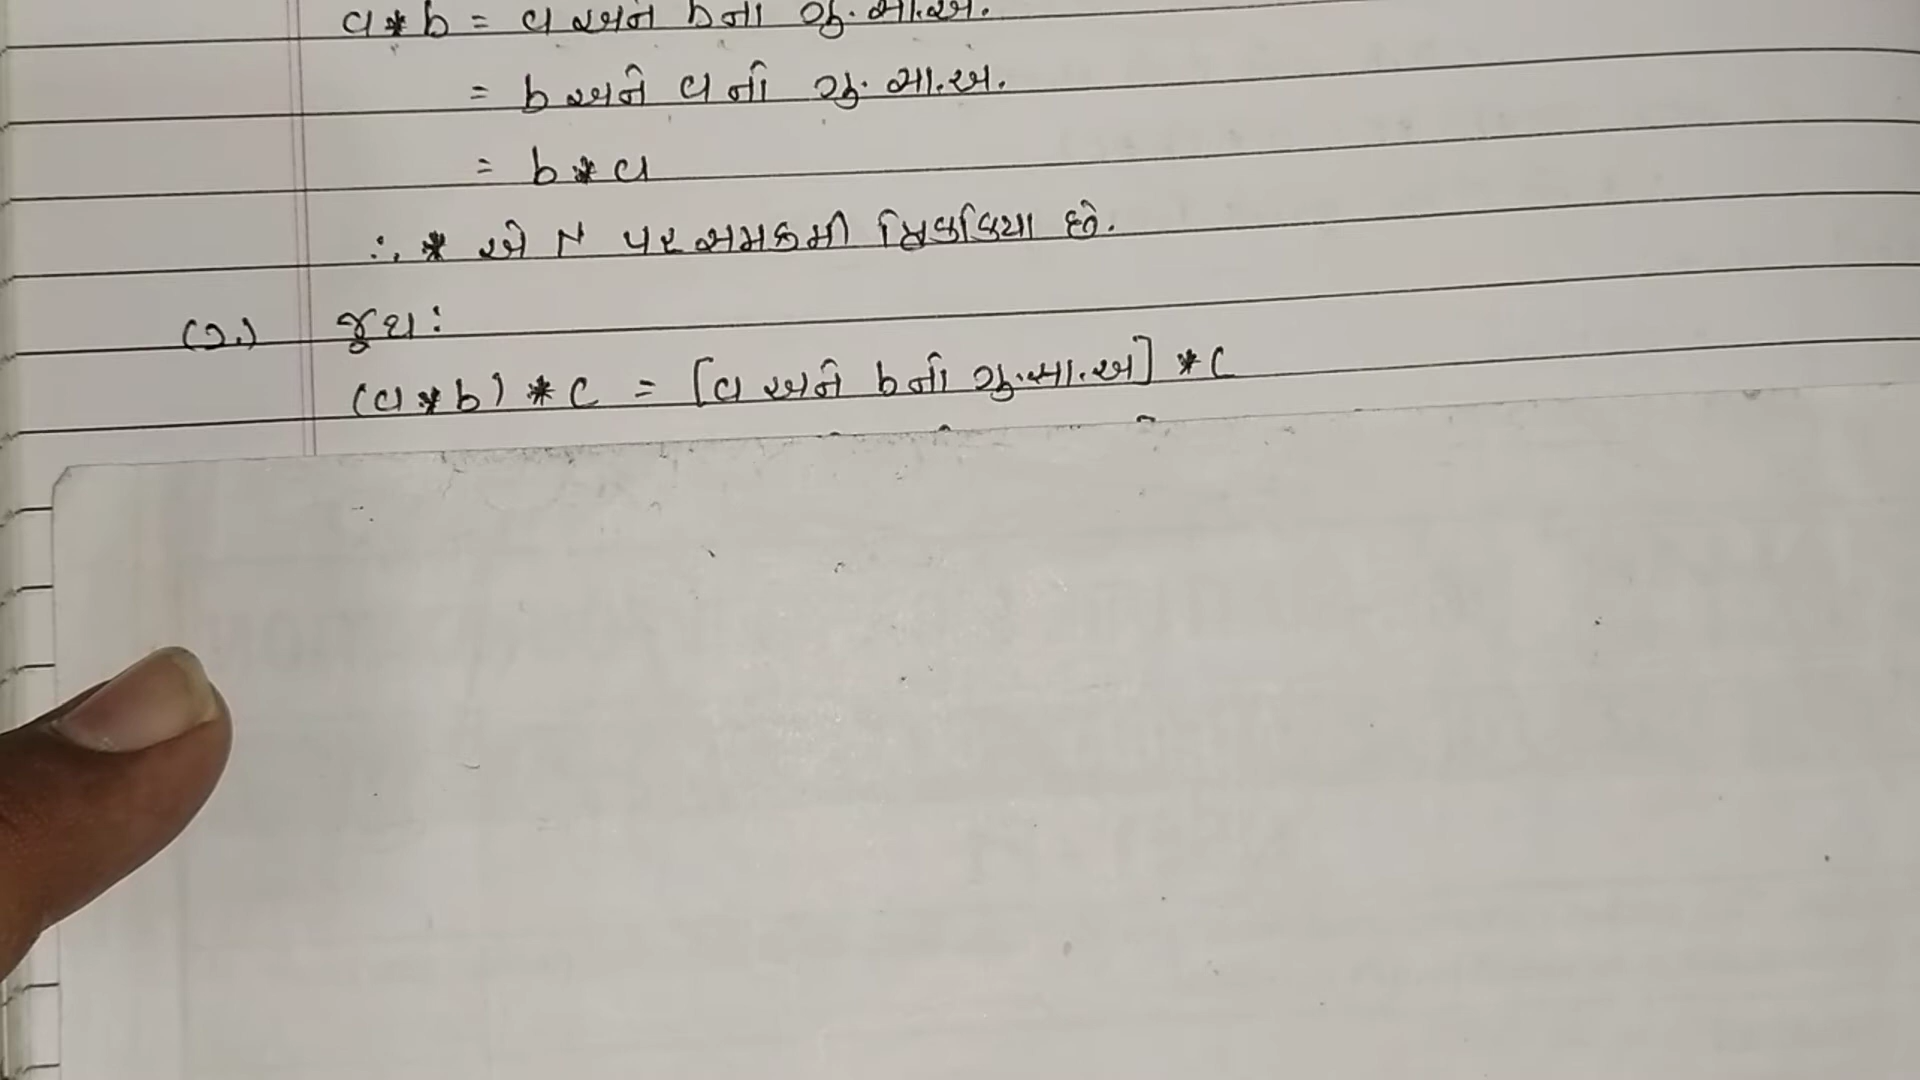 a * b = a અને b ના ગુ. સા. અ.
= b અને a નો ગુ. સા. અ.
= b * a
∴ * એ N પર સમક્રમી દ્વિક્ક્રિયા છે.
(2.) જૂથ :
(a * b) * c = [a અને b નો ગુ. સા. અ] * c